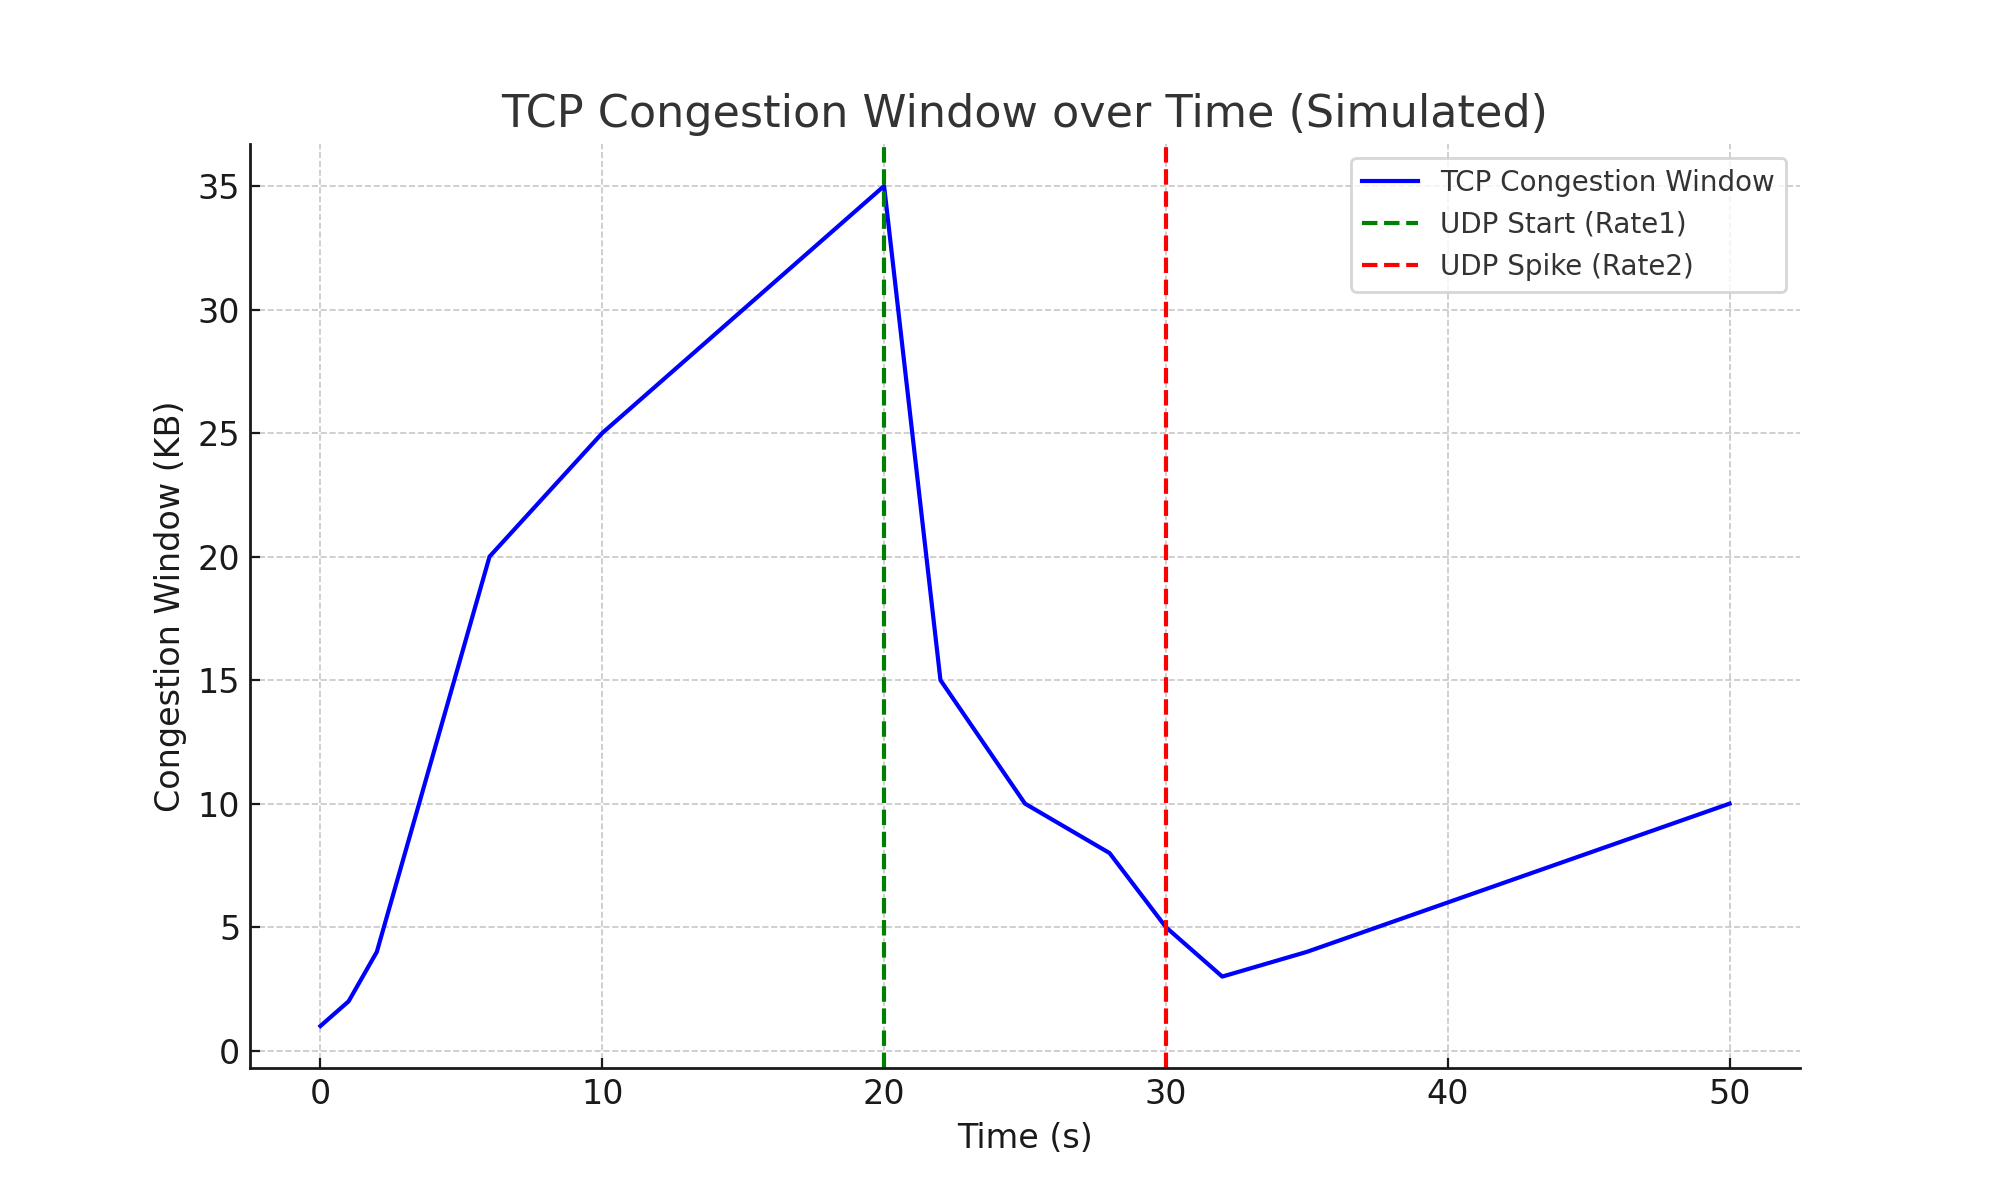 TCP Congestion Window over Time (Simulated)
TCP Congestion Window
UDP Start (Rate1)
UDP Spike (Rate2)
Congestion Window (KB)
35
30
25
20
15
10
5
0
0 10 20 30 40 50
Time (s)